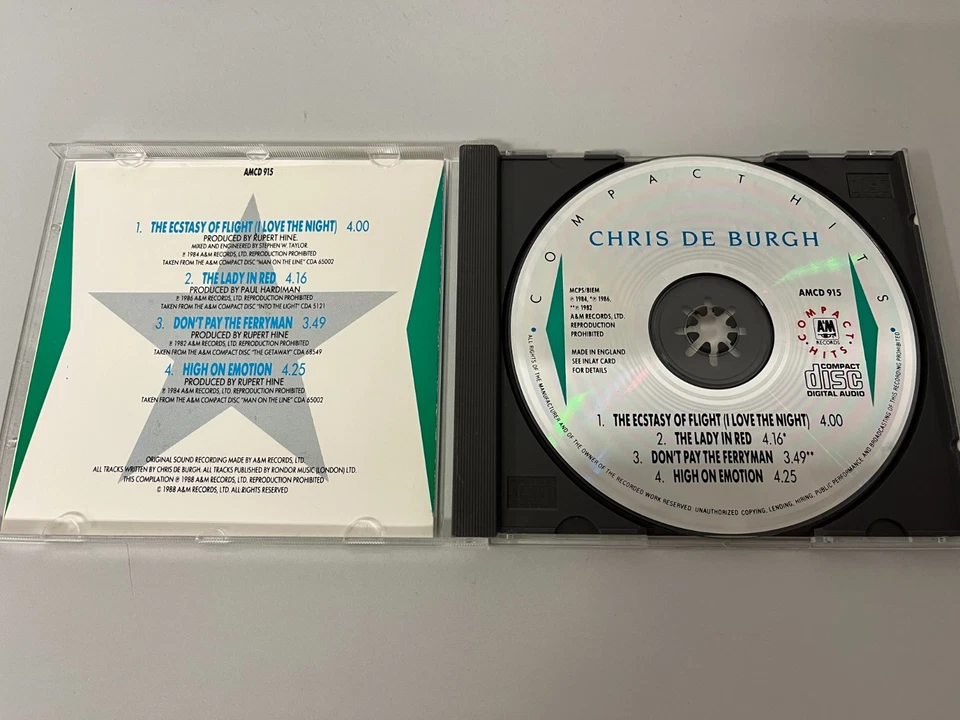 AMCD 915
1. THE ECSTASY OF FLIGHT (I LOVE THE NIGHT) 4.00
PRODUCED BY RUPERT HINE.
MIXED AND ENGINEERED BY STEPHEN W. TAYLOR
℗ 1984 A&M RECORDS, LTD. REPRODUCTION PROHIBITED
TAKEN FROM THE A&M COMPACT DISC "MAN ON THE LINE" CDA 65002
2. THE LADY IN RED 4.16
PRODUCED BY PAUL HARDIMAN
℗ 1986 A&M RECORDS, LTD. REPRODUCTION PROHIBITED
TAKEN FROM THE A&M COMPACT DISC "INTO THE LIGHT" CDA 5121
3. DON'T PAY THE FERRYMAN 3.49
PRODUCED BY RUPERT HINE
℗ 1982 A&M RECORDS, LTD. REPRODUCTION PROHIBITED
TAKEN FROM THE A&M COMPACT DISC "THE GETAWAY" CDA 68549
4. HIGH ON EMOTION 4.25
PRODUCED BY RUPERT HINE
℗ 1984 A&M RECORDS, LTD. REPRODUCTION PROHIBITED
TAKEN FROM THE A&M COMPACT DISC "MAN ON THE LINE" CDA 65002
ORIGINAL SOUND RECORDING MADE BY A&M RECORDS, LTD.
ALL TRACKS WRITTEN BY CHRIS DE BURGH. ALL TRACKS PUBLISHED BY RONDOR MUSIC (LONDON) LTD.
THIS COMPILATION ℗ 1988 A&M RECORDS, LTD. REPRODUCTION PROHIBITED
© 1988 A&M RECORDS, LTD. ALL RIGHTS RESERVED
COMPACT HITS
CHRIS DE BURGH
MCPS/BIEM
℗ 1984, *℗ 1986,
**℗ 1982
A&M RECORDS, LTD.
REPRODUCTION
PROHIBITED
MADE IN ENGLAND
SEE INLAY CARD
FOR DETAILS
AMCD 915
COMPACT
A&M
RECORDS
HITS
COMPACT
disc
DIGITAL AUDIO
1. THE ECSTASY OF FLIGHT (I LOVE THE NIGHT) 4.00
2. THE LADY IN RED 4.16*
3. DON'T PAY THE FERRYMAN 3.49**
4. HIGH ON EMOTION 4.25
ALL RIGHTS OF THE MANUFACTURER AND OF THE OWNER OF THE RECORDED WORK RESERVED. UNAUTHORIZED COPYING, LENDING, HIRING, PUBLIC PERFORMANCE AND BROADCASTING OF THIS RECORDING PROHIBITED.